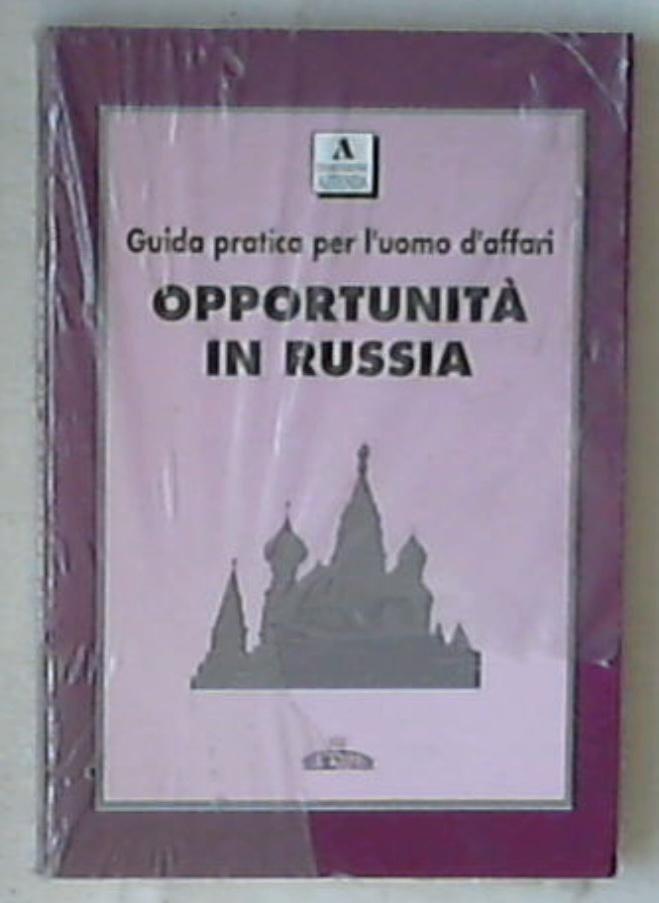 A
Guida pratica per l'uomo d'affari
OPPORTUNITÀ
IN RUSSIA